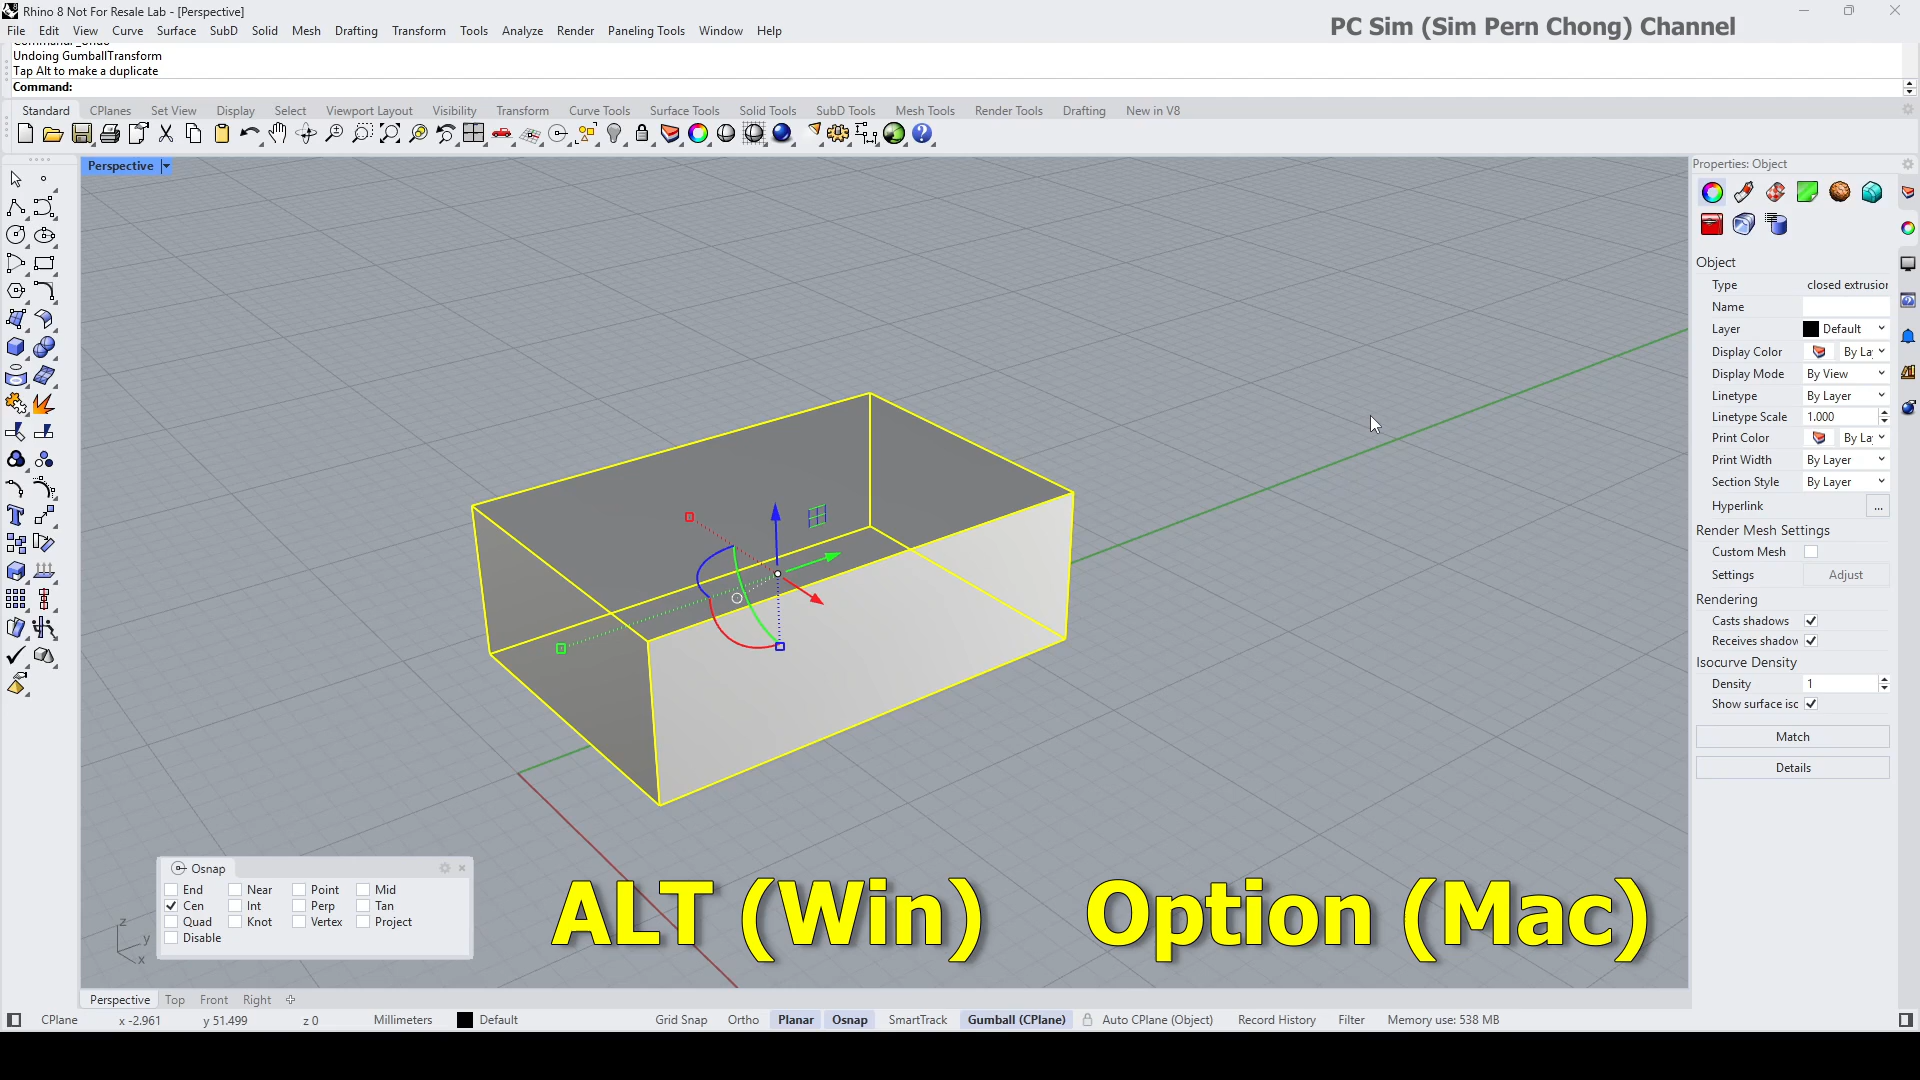 Rhino 8 Not For Resale Lab - [Perspective]
PC Sim (Sim Pern Chong) Channel
File Edit View Curve Surface SubD Solid Mesh Drafting Transform Tools Analyze Render Paneling Tools Window Help
Undoing GumballTransform
Tap Alt to make a duplicate
Command:
Standard CPlanes Set View Display Select Viewport Layout Visibility Transform Curve Tools Surface Tools Solid Tools SubD Tools Mesh Tools Render Tools Drafting New in V8
Perspective
Properties: Object
Object
Type closed extrusior
Name
Layer Default
Display Color By La
Display Mode By View
Linetype By Layer
Linetype Scale 1.000
Print Color By La
Print Width By Layer
Section Style By Layer
Hyperlink ...
Render Mesh Settings
Custom Mesh
Settings Adjust
Rendering
Casts shadows
Receives shadov
Isocurve Density
Density 1
Show surface isc
Match
Details
Osnap
End Near Point Mid
Cen Int Perp Tan
Quad Knot Vertex Project
Disable
ALT (Win) Option (Mac)
z
y
x
Perspective Top Front Right
CPlane x -2.961 y 51.499 z 0 Millimeters Default Grid Snap Ortho Planar Osnap SmartTrack Gumball (CPlane) Auto CPlane (Object) Record History Filter Memory use: 538 MB